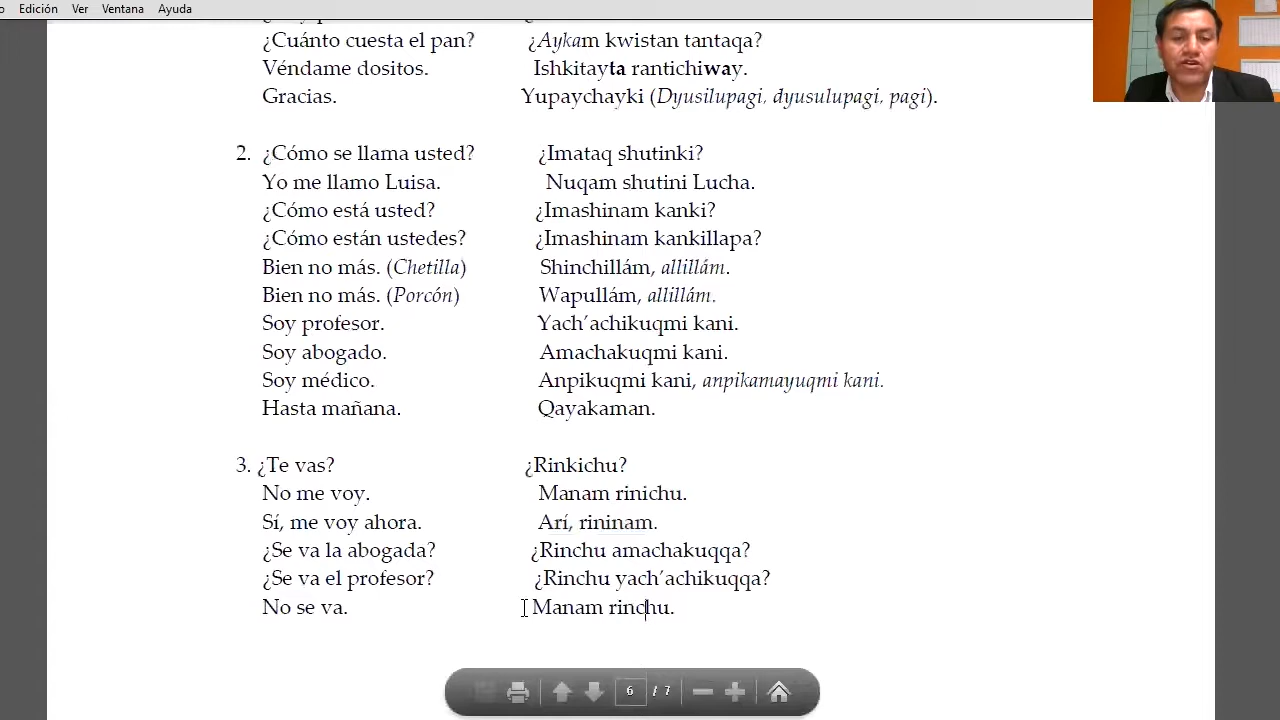 Edición Ver Ventana Ayuda
¿Cuánto cuesta el pan? ¿Aykam kwistan tantaqa?
Véndame dositos. Ishkitayta rantichiway.
Gracias. Yupaychayki (Dyusilupagi, dyusulupagi, pagi).
2. ¿Cómo se llama usted? ¿Imataq shutinki?
Yo me llamo Luisa. Nuqam shutini Lucha.
¿Cómo está usted? ¿Imashinam kanki?
¿Cómo están ustedes? ¿Imashinam kankillapa?
Bien no más. (Chetilla) Shinchillám, allillám.
Bien no más. (Porcón) Wapullám, allillám.
Soy profesor. Yach’achikuqmi kani.
Soy abogado. Amachakuqmi kani.
Soy médico. Anpikuqmi kani, anpikamayuqmi kani.
Hasta mañana. Qayakaman.
3. ¿Te vas? ¿Rinkichu?
No me voy. Manam rinichu.
Sí, me voy ahora. Arí, rininam.
¿Se va la abogada? ¿Rinchu amachakuqqa?
¿Se va el profesor? ¿Rinchu yach’achikuqqa?
No se va. Manam rinchu.
6 / 7